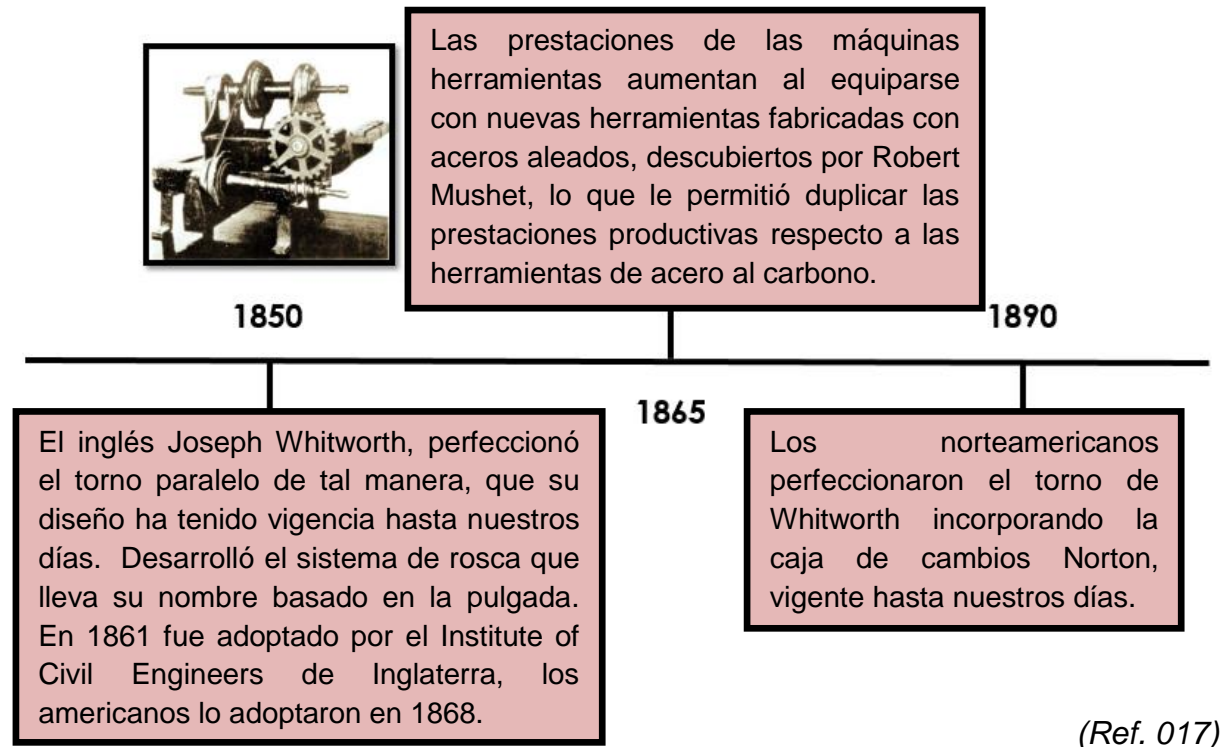 Las prestaciones de las máquinas
herramientas aumentan al equiparse
con nuevas herramientas fabricadas con
aceros aleados, descubiertos por Robert
Mushet, lo que le permitió duplicar las
prestaciones productivas respecto a las
herramientas de acero al carbono.
1850
1890
1865
El inglés Joseph Whitworth, perfeccionó
el torno paralelo de tal manera, que su
diseño ha tenido vigencia hasta nuestros
días. Desarrolló el sistema de rosca que
lleva su nombre basado en la pulgada.
En 1861 fue adoptado por el Institute of
Civil Engineers de Inglaterra, los
americanos lo adoptaron en 1868.
Los norteamericanos
perfeccionaron el torno de
Whitworth incorporando la
caja de cambios Norton,
vigente hasta nuestros días.
(Ref. 017)